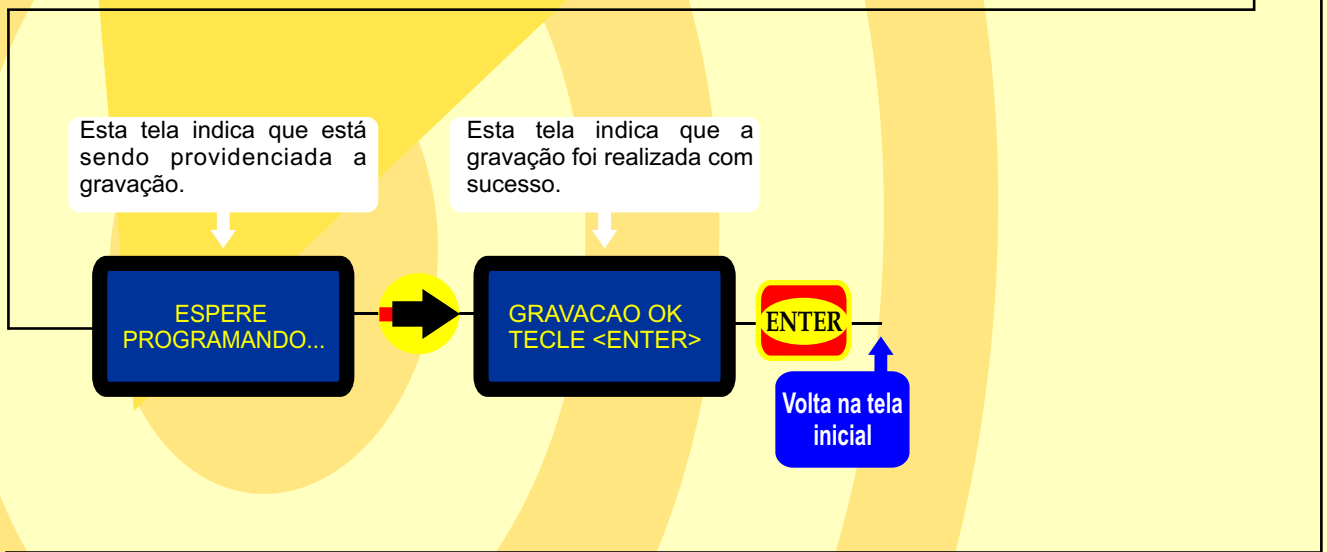 Esta tela indica que está
sendo providenciada a
gravação.
Esta tela indica que a
gravação foi realizada com
sucesso.
ESPERE
PROGRAMANDO...
GRAVACAO OK
TECLE <ENTER>
ENTER
Volta na tela
inicial